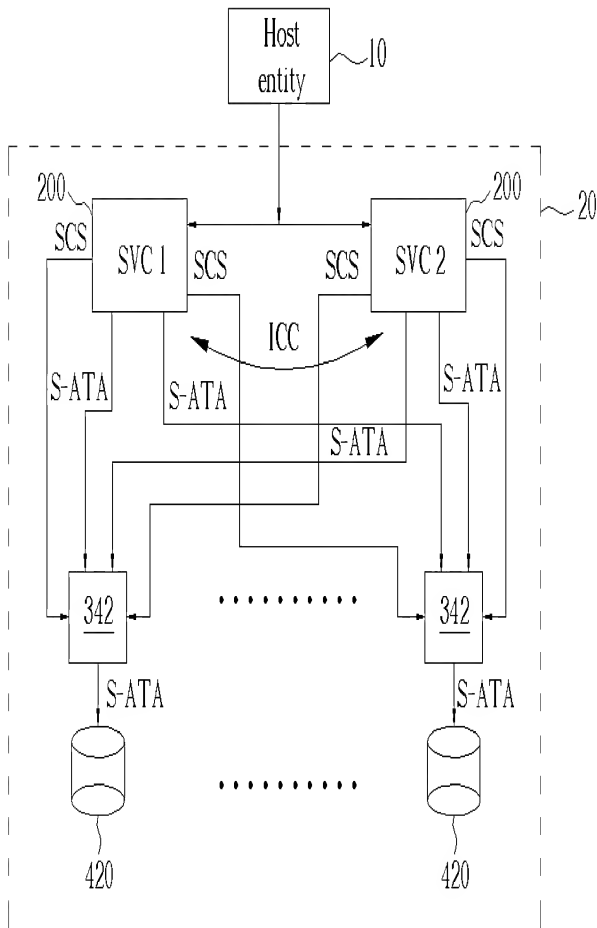 Host
entity
10
200
200
20
SCS
SVC 1
SCS
SCS
SVC 2
SCS
ICC
S-ATA
S-ATA
S-ATA
S-ATA
342
342
S-ATA
S-ATA
420
420